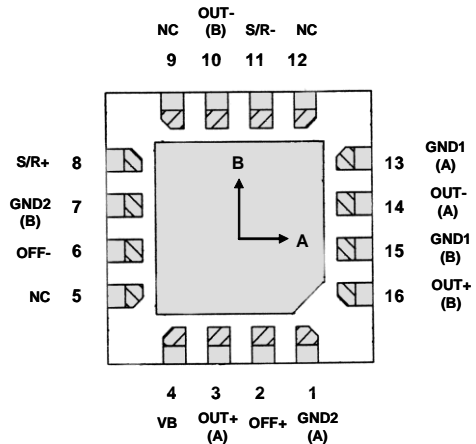 OUT-
NC (B) S/R- NC
9 10 11 12
S/R+ 8
GND2 7
(B)
OFF- 6
NC 5
B
A
13 GND1
(A)
14 OUT-
(A)
15 GND1
(B)
16 OUT+
(B)
4 3 2 1
VB OUT+ OFF+ GND2
(A) (A)